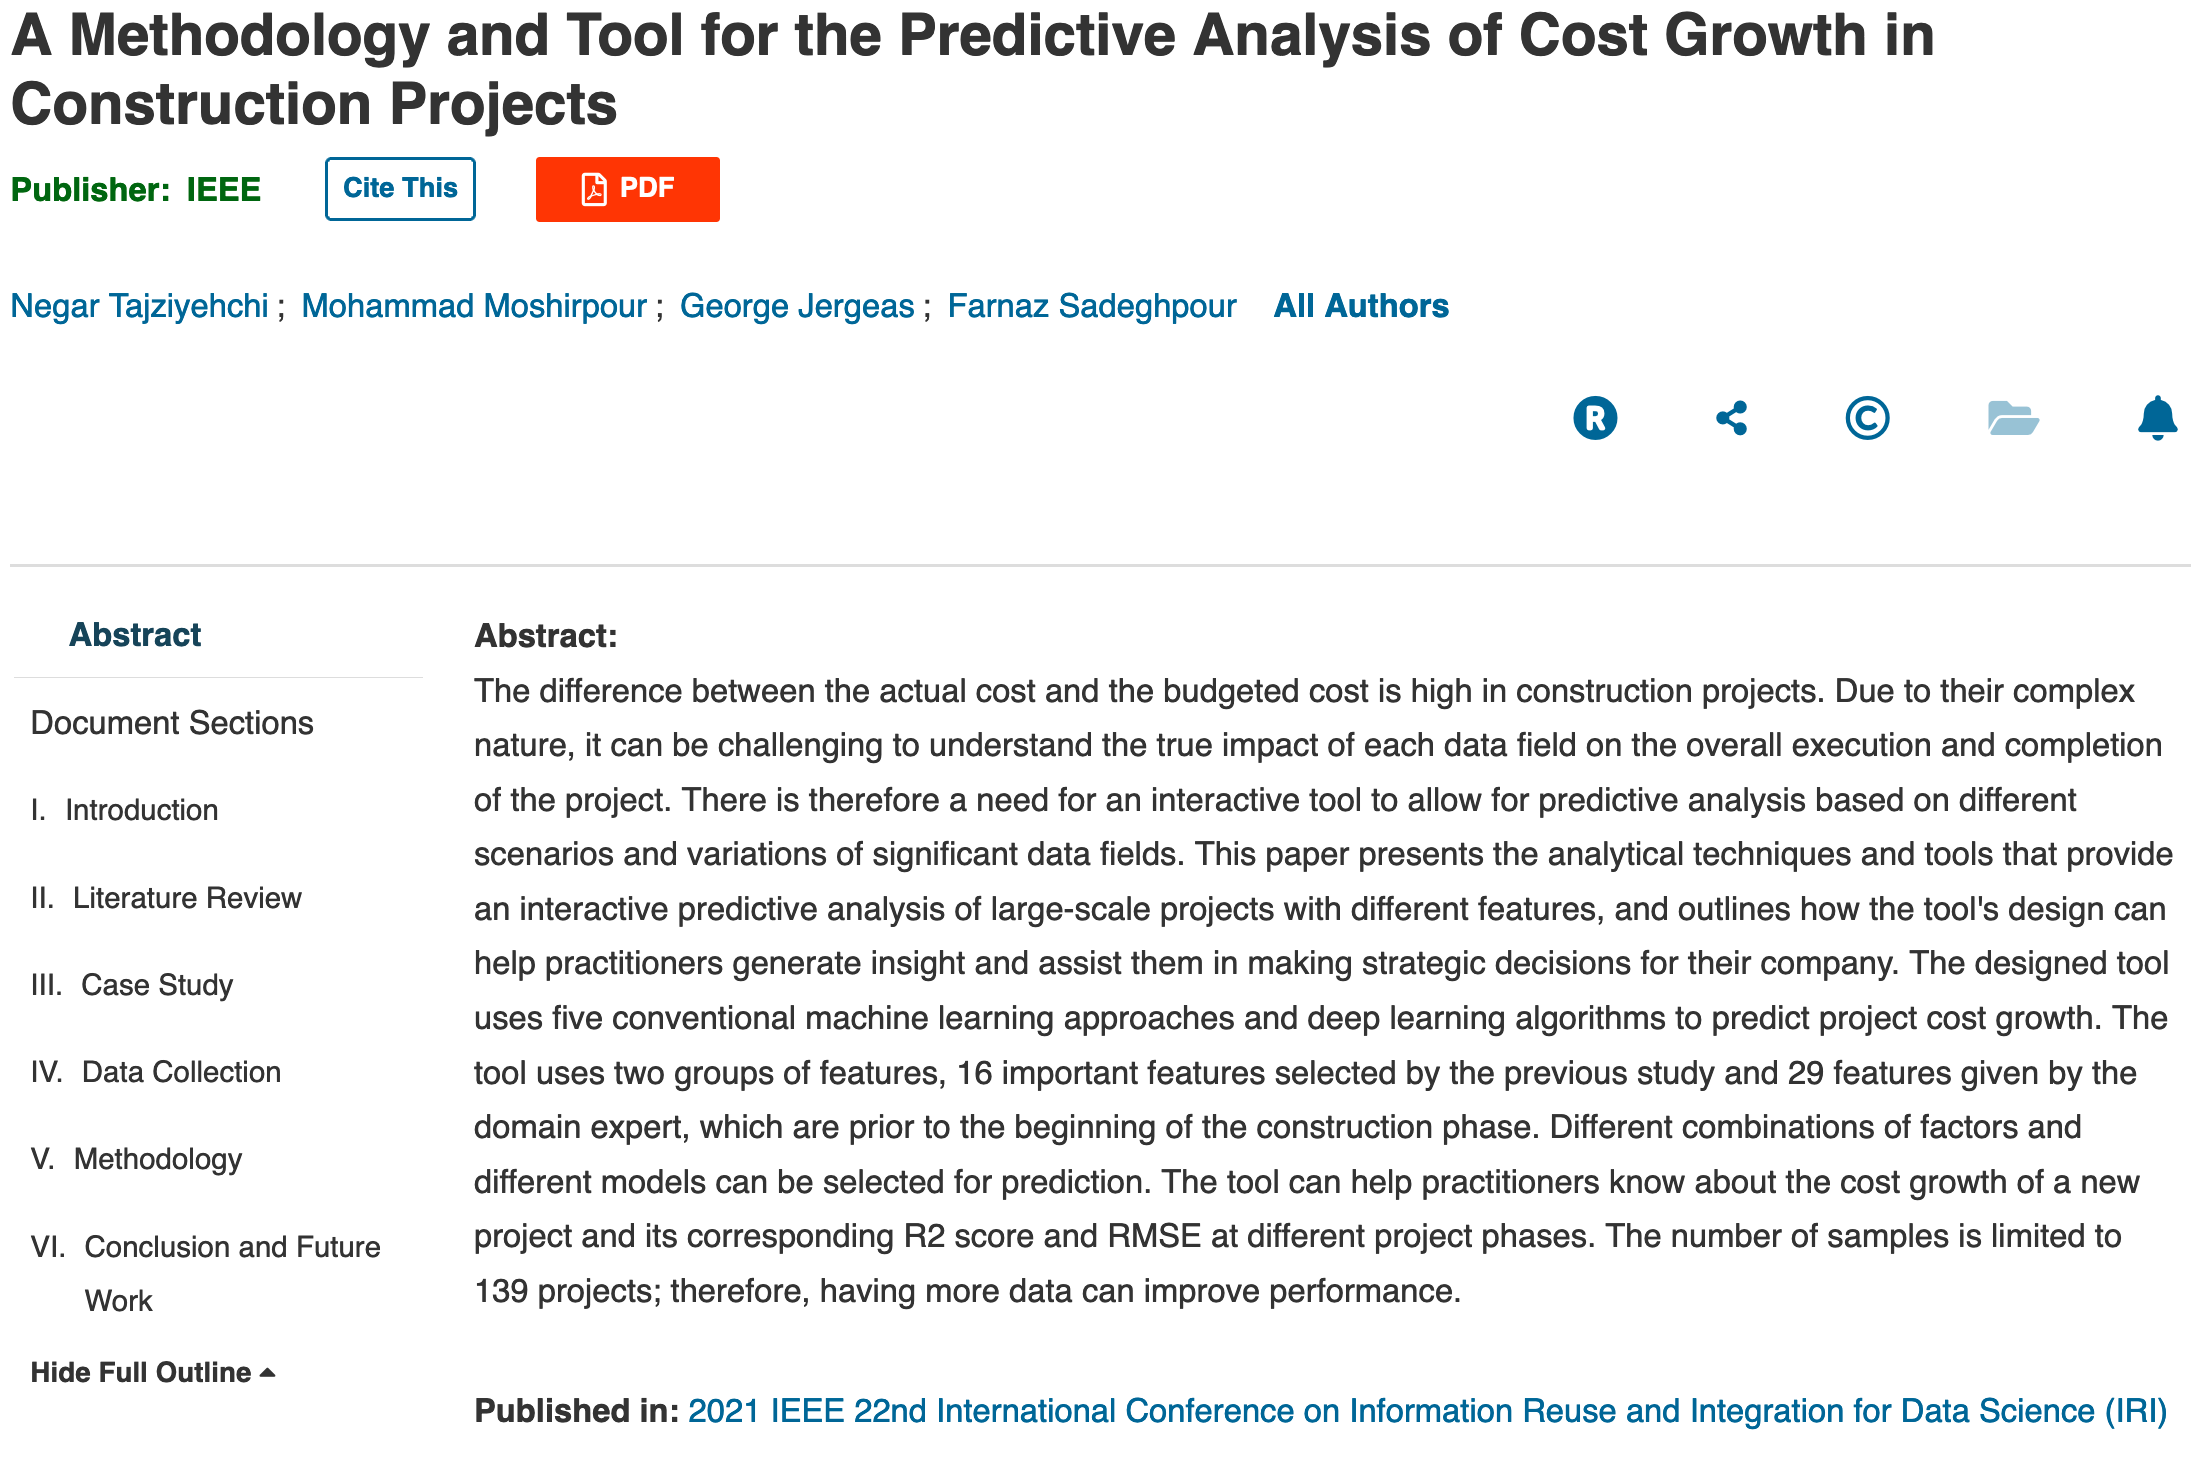 A Methodology and Tool for the Predictive Analysis of Cost Growth in
Construction Projects
Publisher: IEEE
Cite This
PDF
Negar Tajziyehchi ; Mohammad Moshirpour ; George Jergeas ; Farnaz Sadeghpour All Authors
R
©
Abstract
Document Sections
I. Introduction
II. Literature Review
III. Case Study
IV. Data Collection
V. Methodology
VI. Conclusion and Future
Work
Hide Full Outline
Abstract:
The difference between the actual cost and the budgeted cost is high in construction projects. Due to their complex
nature, it can be challenging to understand the true impact of each data field on the overall execution and completion
of the project. There is therefore a need for an interactive tool to allow for predictive analysis based on different
scenarios and variations of significant data fields. This paper presents the analytical techniques and tools that provide
an interactive predictive analysis of large-scale projects with different features, and outlines how the tool's design can
help practitioners generate insight and assist them in making strategic decisions for their company. The designed tool
uses five conventional machine learning approaches and deep learning algorithms to predict project cost growth. The
tool uses two groups of features, 16 important features selected by the previous study and 29 features given by the
domain expert, which are prior to the beginning of the construction phase. Different combinations of factors and
different models can be selected for prediction. The tool can help practitioners know about the cost growth of a new
project and its corresponding R2 score and RMSE at different project phases. The number of samples is limited to
139 projects; therefore, having more data can improve performance.
Published in: 2021 IEEE 22nd International Conference on Information Reuse and Integration for Data Science (IRI)